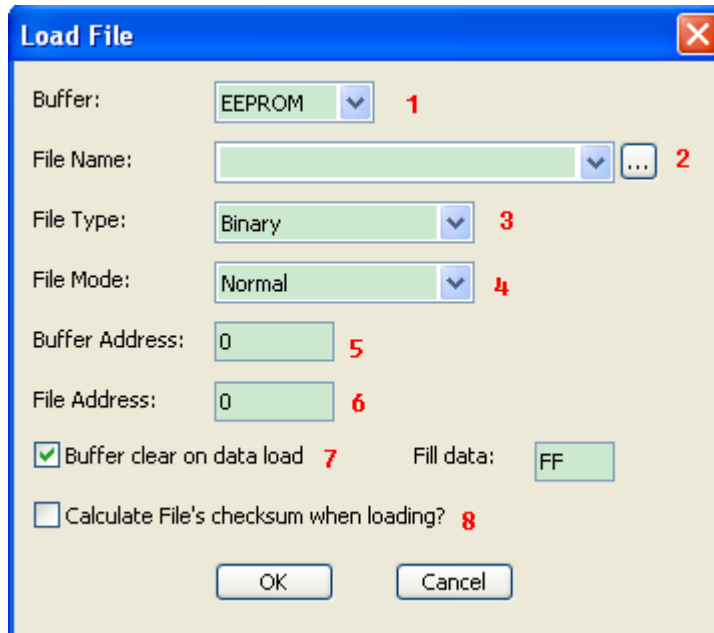 Load File
Buffer: EEPROM 1
File Name: ... 2
File Type: Binary 3
File Mode: Normal 4
Buffer Address: 0 5
File Address: 0 6
Buffer clear on data load 7 Fill data: FF
Calculate File's checksum when loading? 8
OK Cancel